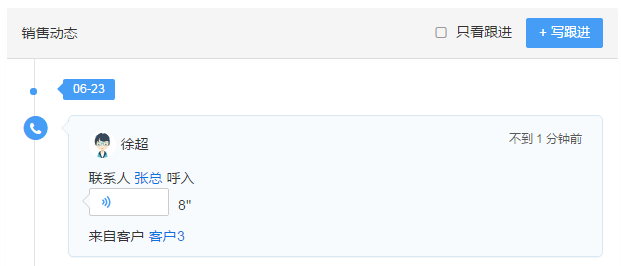 销售动态
只看跟进
+ 写跟进
06-23
徐超
不到 1 分钟前
联系人 张总 呼入
8"
来自客户 客户3